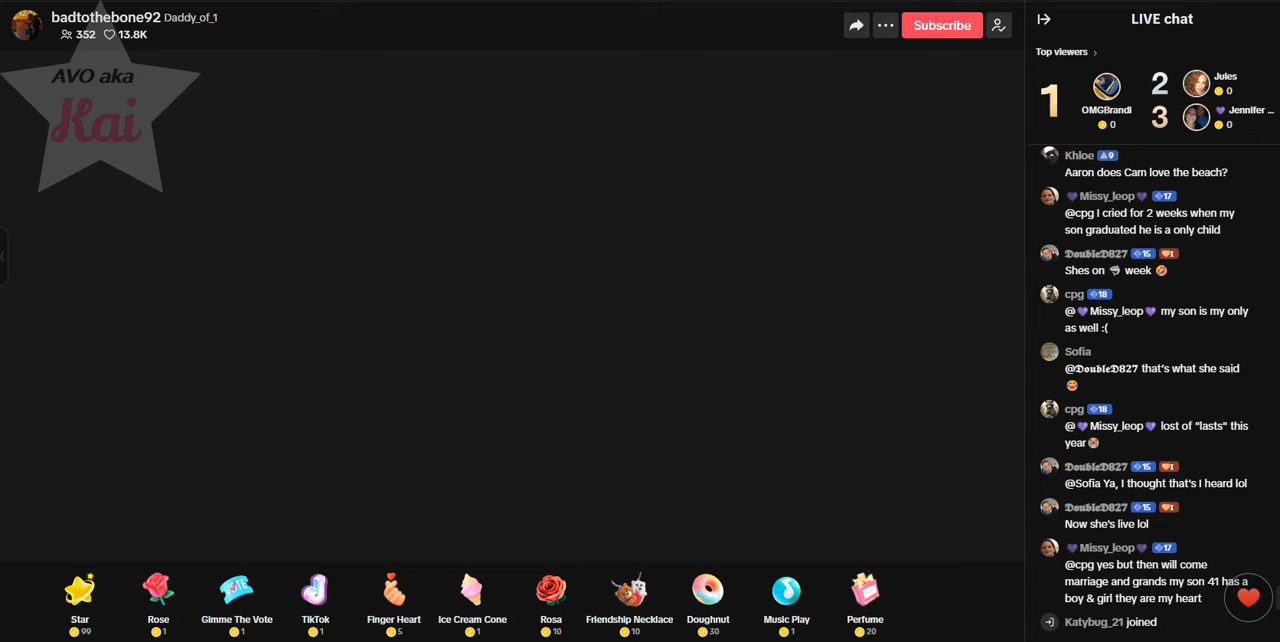 badtothebone92 Daddy_of_1
352 13.8K
Subscribe
AVO aka
Kai
LIVE chat
Top viewers
1
OMGBrandI
0
2
Jules
0
3
💜 Jennifer ...
0
Khloe 9
Aaron does Cam love the beach?
💜Missy_leop💜 17
@cpg I cried for 2 weeks when my
son graduated he is a only child
𝕯𝖔𝖚𝖇𝖑𝖊𝕯827 15 I
Shes on 🦈 week 🤣
cpg 18
@💜Missy_leop💜 my son is my only
as well :(
Sofia
@𝕯𝖔𝖚𝖇𝖑𝖊𝕯827 that's what she said
😁
cpg 18
@💜Missy_leop💜 lost of "lasts" this
year😭
𝕯𝖔𝖚𝖇𝖑𝖊𝕯827 15 I
@Sofia Ya, I thought that's I heard lol
𝕯𝖔𝖚𝖇𝖑𝖊𝕯827 15 I
Now she's live lol
💜Missy_leop💜 17
@cpg yes but then will come
marriage and grands my son 41 has a
boy & girl they are my heart
Katybug_21 joined
Star
99
Rose
1
Gimme The Vote
1
TikTok
1
Finger Heart
5
Ice Cream Cone
1
Rosa
10
Friendship Necklace
10
Doughnut
30
Music Play
1
Perfume
20